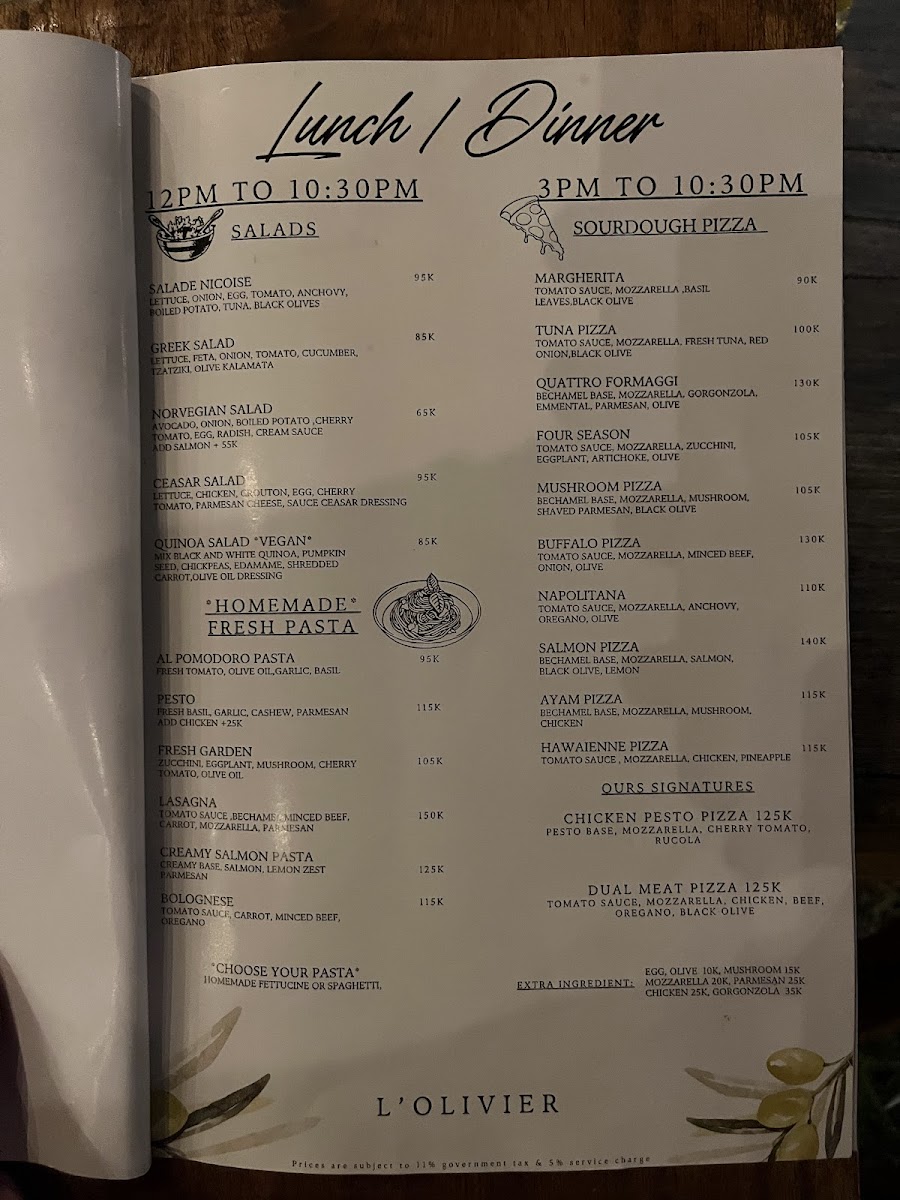 Lunch / Dinner
12PM TO 10:30PM
SALADS
SALADE NICOISE 95K
LETTUCE, ONION, EGG, TOMATO, ANCHOVY,
BOILED POTATO, TUNA, BLACK OLIVES
GREEK SALAD 85K
LETTUCE, FETA, ONION, TOMATO, CUCUMBER,
TZATZIKI, OLIVE KALAMATA
NORVEGIAN SALAD 65K
AVOCADO, ONION, BOILED POTATO ,CHERRY
TOMATO, EGG, RADISH, CREAM SAUCE
ADD SALMON + 55K
CEASAR SALAD 95K
LETTUCE, CHICKEN, CROUTON, EGG, CHERRY
TOMATO, PARMESAN CHEESE, SAUCE CEASAR DRESSING
QUINOA SALAD *VEGAN* 85K
MIX BLACK AND WHITE QUINOA, PUMPKIN
SEED, CHICKPEAS, EDAMAME, SHREDDED
CARROT,OLIVE OIL DRESSING
*HOMEMADE*
FRESH PASTA
AL POMODORO PASTA 95K
FRESH TOMATO, OLIVE OIL,GARLIC, BASIL
PESTO 115K
FRESH BASIL, GARLIC, CASHEW, PARMESAN
ADD CHICKEN +25K
FRESH GARDEN 105K
ZUCCHINI, EGGPLANT, MUSHROOM, CHERRY
TOMATO, OLIVE OIL
LASAGNA 150K
TOMATO SAUCE ,BECHAMEL,MINCED BEEF,
CARROT, MOZZARELLA, PARMESAN
CREAMY SALMON PASTA 125K
CREAMY BASE, SALMON, LEMON ZEST
PARMESAN
BOLOGNESE 115K
TOMATO SAUCE, CARROT, MINCED BEEF,
OREGANO
*CHOOSE YOUR PASTA*
HOMEMADE FETTUCINE OR SPAGHETTI,
3PM TO 10:30PM
SOURDOUGH PIZZA
MARGHERITA 90K
TOMATO SAUCE, MOZZARELLA ,BASIL
LEAVES,BLACK OLIVE
TUNA PIZZA 100K
TOMATO SAUCE, MOZZARELLA, FRESH TUNA, RED
ONION,BLACK OLIVE
QUATTRO FORMAGGI 130K
BECHAMEL BASE, MOZZARELLA, GORGONZOLA,
EMMENTAL, PARMESAN, OLIVE
FOUR SEASON 105K
TOMATO SAUCE, MOZZARELLA, ZUCCHINI,
EGGPLANT, ARTICHOKE, OLIVE
MUSHROOM PIZZA 105K
BECHAMEL BASE, MOZZARELLA, MUSHROOM,
SHAVED PARMESAN, BLACK OLIVE
BUFFALO PIZZA 130K
TOMATO SAUCE, MOZZARELLA, MINCED BEEF,
ONION, OLIVE
NAPOLITANA 110K
TOMATO SAUCE, MOZZARELLA, ANCHOVY,
OREGANO, OLIVE
SALMON PIZZA 140K
BECHAMEL BASE, MOZZARELLA, SALMON,
BLACK OLIVE, LEMON
AYAM PIZZA 115K
BECHAMEL BASE, MOZZARELLA, MUSHROOM,
CHICKEN
HAWAIENNE PIZZA 115K
TOMATO SAUCE , MOZZARELLA, CHICKEN, PINEAPPLE
OURS SIGNATURES
CHICKEN PESTO PIZZA 125K
PESTO BASE, MOZZARELLA, CHERRY TOMATO,
RUCOLA
DUAL MEAT PIZZA 125K
TOMATO SAUCE, MOZZARELLA, CHICKEN, BEEF,
OREGANO, BLACK OLIVE
EXTRA INGREDIENT: EGG, OLIVE 10K, MUSHROOM 15K
MOZZARELLA 20K, PARMESAN 25K
CHICKEN 25K, GORGONZOLA 35K
L'OLIVIER
Prices are subject to 11% government tax & 5% service charge